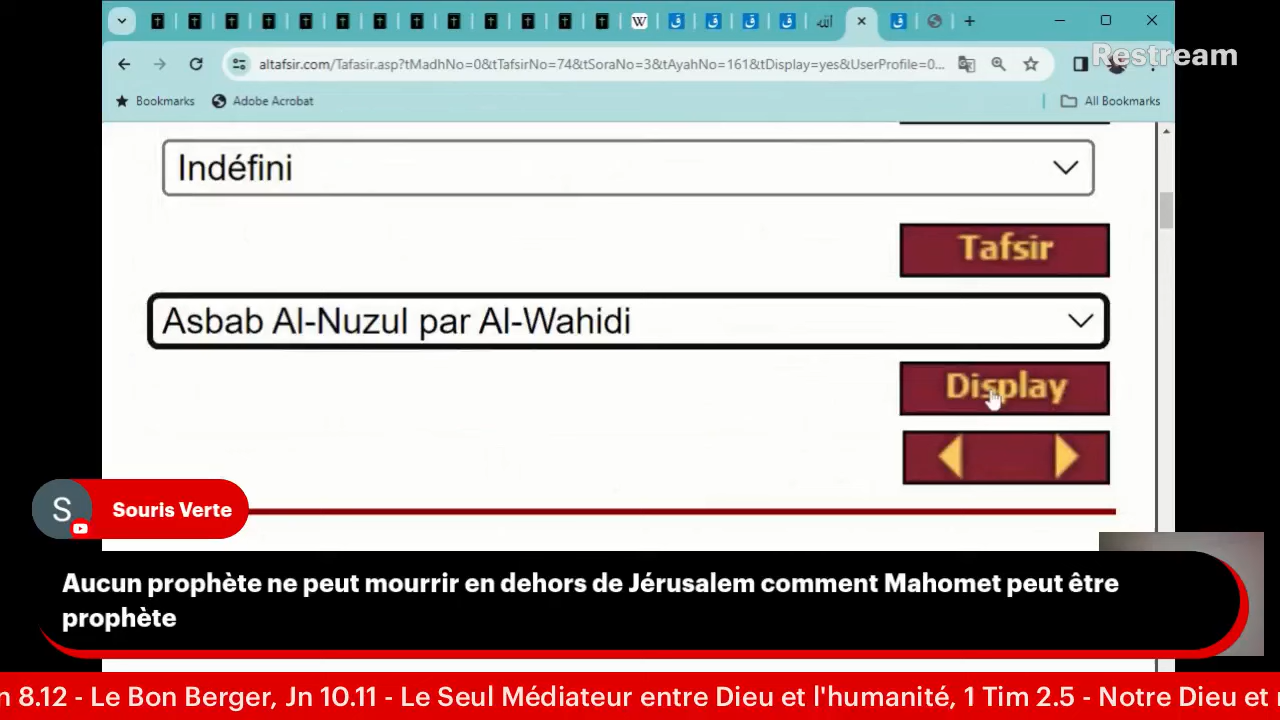 altafsir.com/Tafasir.asp?tMadhNo=0&tTafsirNo=74&tSoraNo=3&tAyahNo=161&tDisplay=yes&UserProfile=0...
Restream
Bookmarks
Adobe Acrobat
All Bookmarks
Indéfini
Tafsir
Asbab Al-Nuzul par Al-Wahidi
Display
S
Souris Verte
Aucun prophète ne peut mourrir en dehors de Jérusalem comment Mahomet peut être
prophète
n 8.12 - Le Bon Berger, Jn 10.11 - Le Seul Médiateur entre Dieu et l'humanité, 1 Tim 2.5 - Notre Dieu et